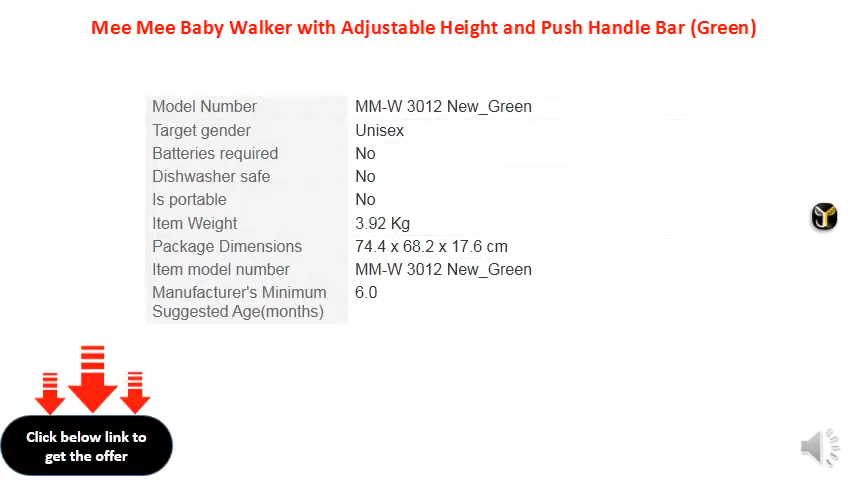 Mee Mee Baby Walker with Adjustable Height and Push Handle Bar (Green)
Model Number MM-W 3012 New_Green
Target gender Unisex
Batteries required No
Dishwasher safe No
Is portable No
Item Weight 3.92 Kg
Package Dimensions 74.4 x 68.2 x 17.6 cm
Item model number MM-W 3012 New_Green
Manufacturer's Minimum 6.0
Suggested Age(months)
Click below link to
get the offer